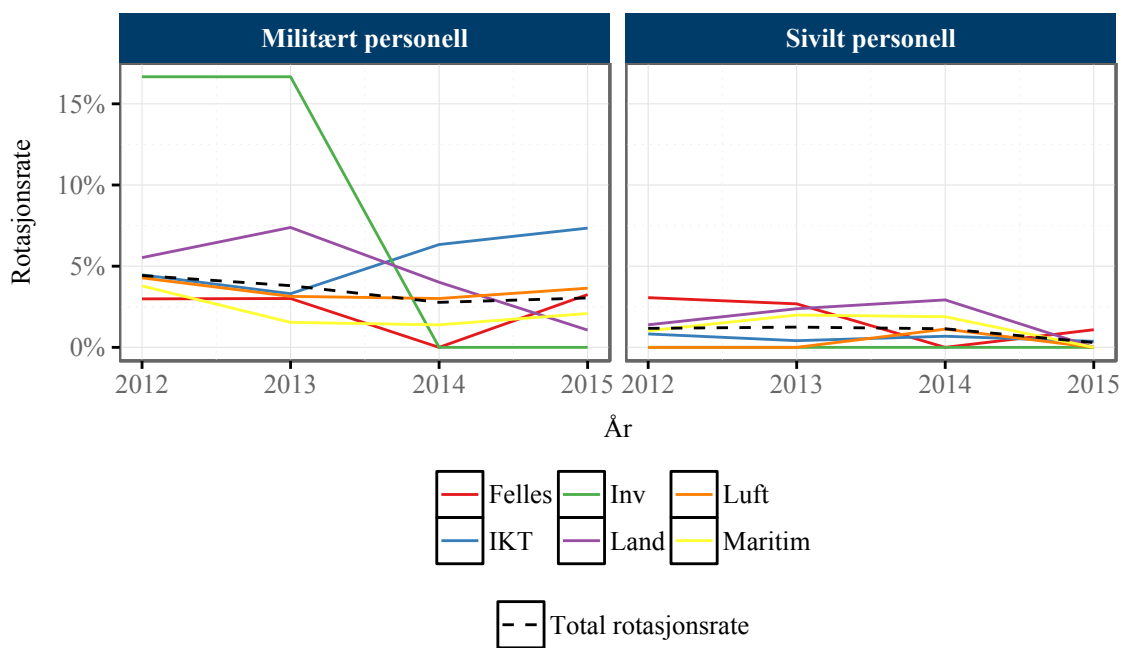 Militært personell
Sivilt personell
Rotasjonsrate
15%
10%
5%
0%
2012 2013 2014 2015
2012 2013 2014 2015
År
Felles Inv Luft
IKT Land Maritim
Total rotasjonsrate